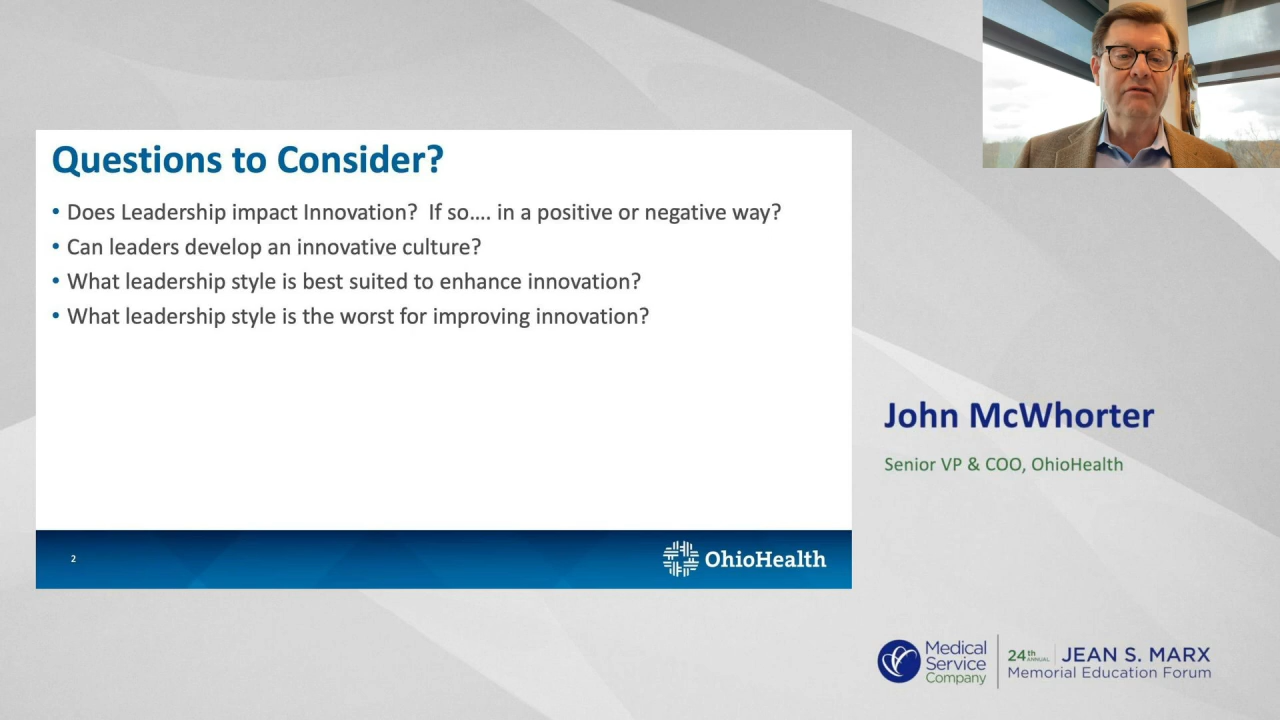 Questions to Consider?
• Does Leadership impact Innovation?  If so.... in a positive or negative way?
• Can leaders develop an innovative culture?
• What leadership style is best suited to enhance innovation?
• What leadership style is the worst for improving innovation?
2
OhioHealth
John McWhorter
Senior VP & COO, OhioHealth
Medical
Service
Company
24th
ANNUAL
JEAN S. MARX
Memorial Education Forum